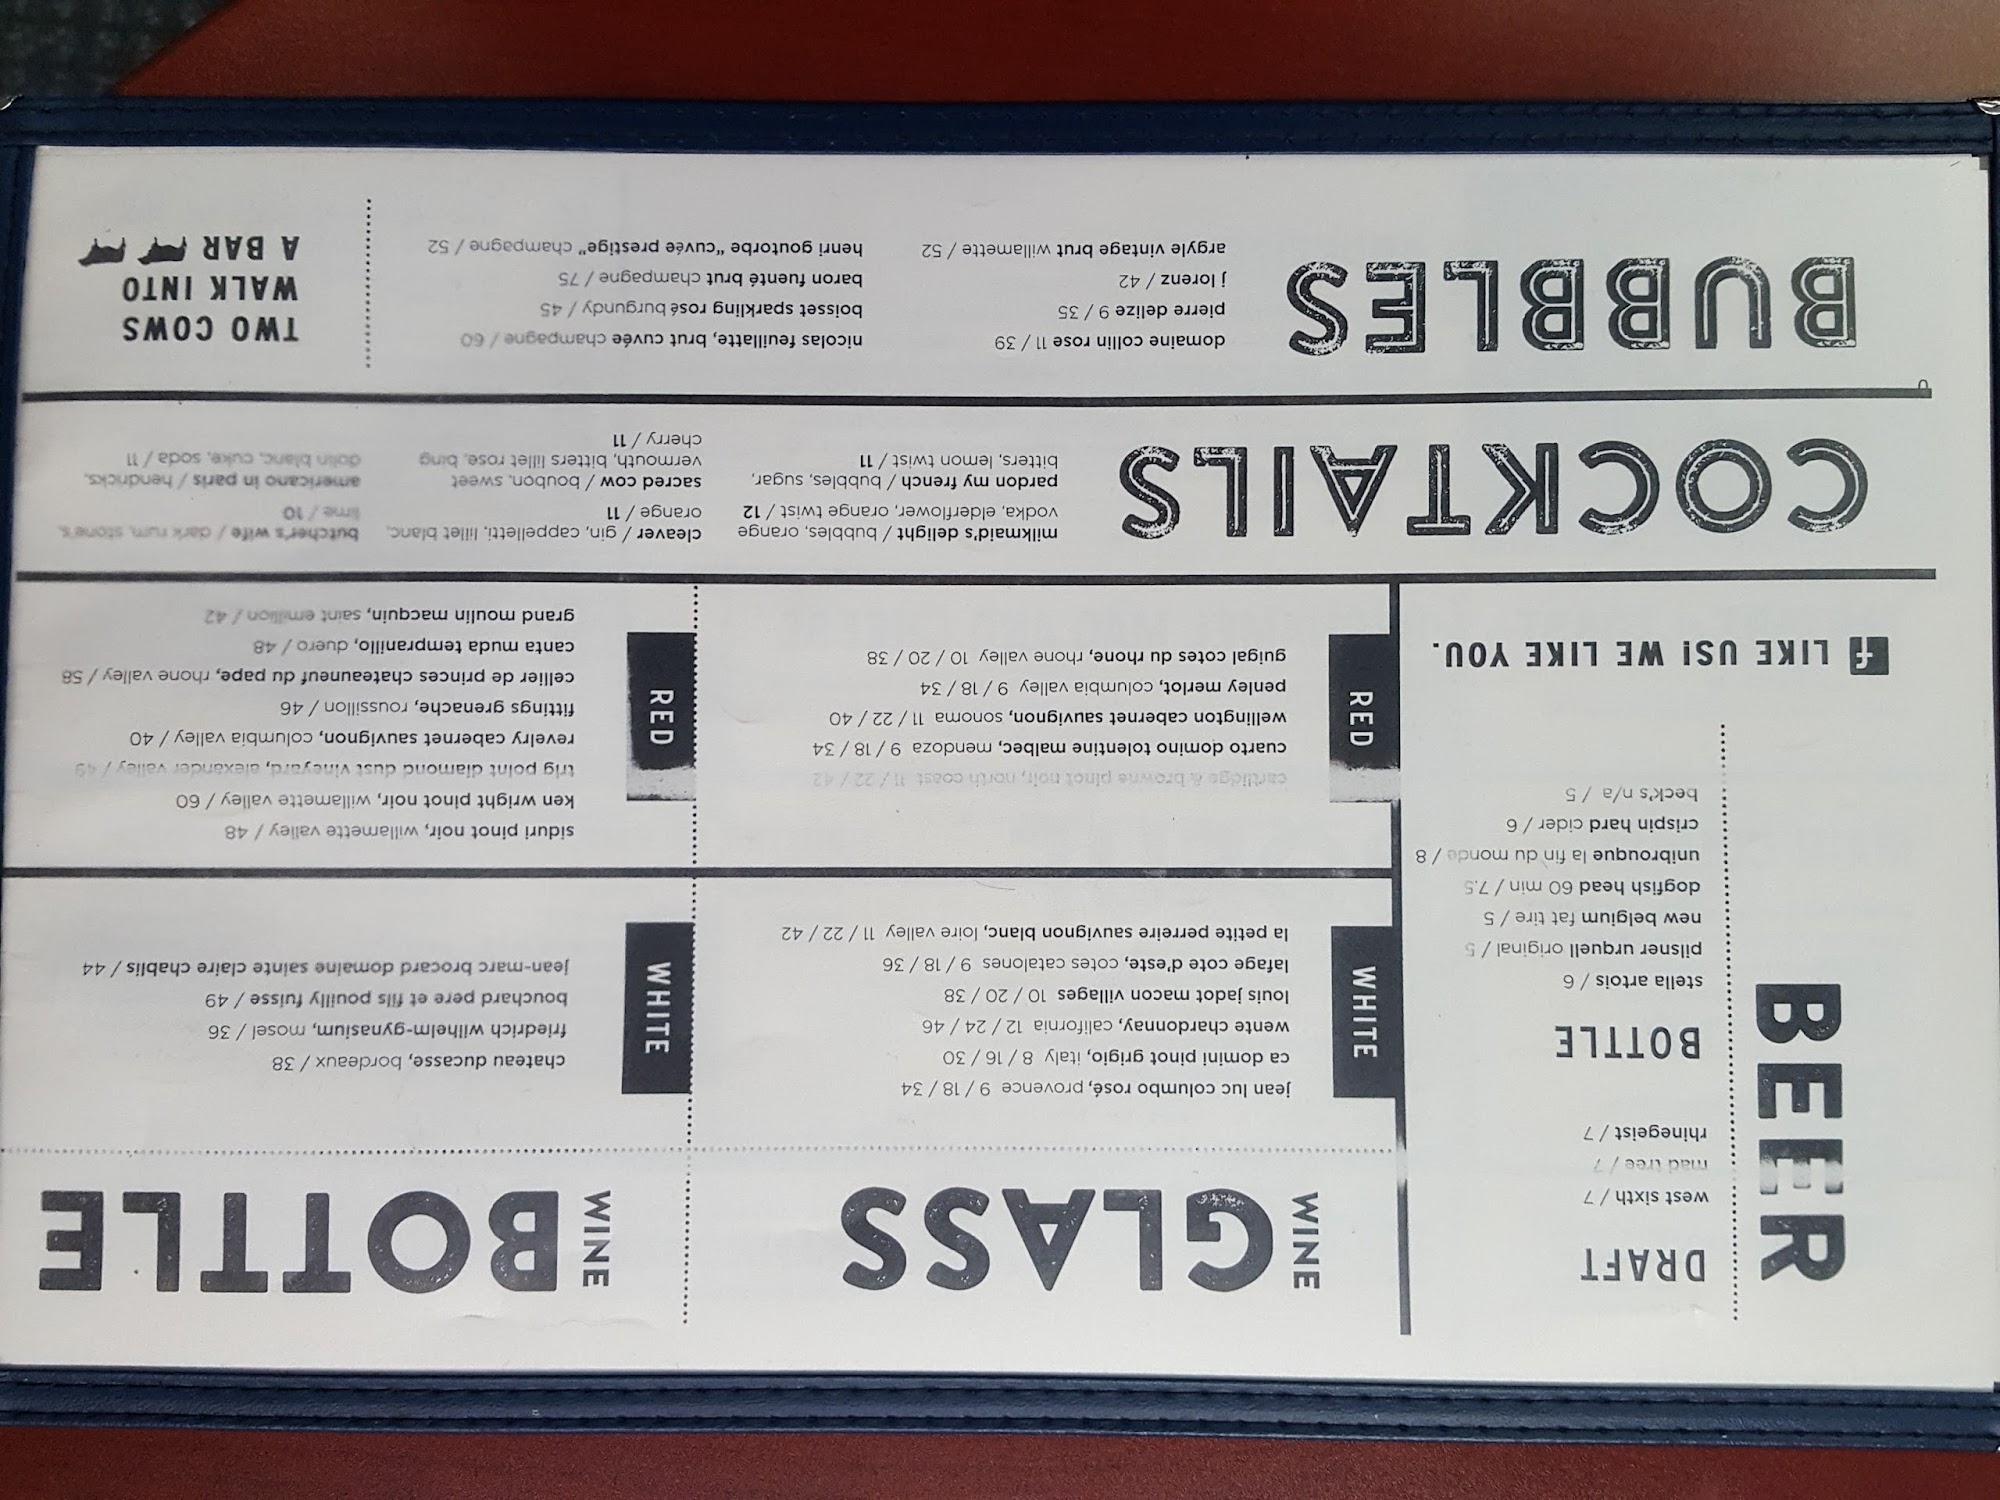 BEER
DRAFT
west sixth / 7
mad tree / 7
rhinegeist / 7
BOTTLE
stella artois / 6
pilsner urquell original / 5
new belgium fat tire / 5
dogfish head 60 min / 7.5
unibrouque la fin du monde / 8
crispin hard cider / 6
beck's n/a / 5
LIKE US! WE LIKE YOU.
WINE
GLASS
WHITE
jean luc columbo rosé, provence 9 / 18 / 34
ca domini pinot grigio, italy 8 / 16 / 30
wente chardonnay, california 12 / 24 / 46
louis jadot macon villages 10 / 20 / 38
lafage cote d'este, cotes catalones 9 / 18 / 36
la petite perreire sauvignon blanc, loire valley 11 / 22 / 42
RED
cartlidge & browne pinot noir, north coast 11 / 22 / 42
cuarto domino tolentine malbec, mendoza 9 / 18 / 34
wellington cabernet sauvignon, sonoma 11 / 22 / 40
penley merlot, columbia valley 9 / 18 / 34
guigal cotes du rhone, rhone valley 10 / 20 / 38
WINE
BOTTLE
WHITE
chateau ducasse, bordeaux / 38
friedrich wilhelm-gynasium, mosel / 36
bouchard pere et fils pouilly fuisse / 49
jean-marc brocard domaine sainte claire chablis / 44
RED
siduri pinot noir, willamette valley / 48
ken wright pinot noir, willamette valley / 60
trig point diamond dust vineyard, alexander valley / 49
revelry cabernet sauvignon, columbia valley / 40
fittings grenache, roussillon / 46
cellier de princes chateauneuf du pape, rhone valley / 58
canta muda tempranillo, duero / 48
grand moulin macquin, saint emilion / 42
COCKTAILS
milkmaid's delight / bubbles, orange
vodka, elderflower, orange twist / 12
pardon my french / bubbles, sugar,
bitters, lemon twist / 11
cleaver / gin, cappelletti, lillet blanc,
orange / 11
sacred cow / boubon, sweet
vermouth, bitters lillet rose, bing
cherry / 11
butcher's wife / dark rum, stone's,
lime / 10
americano in paris / hendricks,
dolin blanc, cuke, soda / 11
BUBBLES
domaine collin rose 11 / 39
pierre delize 9 / 35
j lorenz / 42
argyle vintage brut willamette / 52
nicolas feuillatte, brut cuvée champagne / 60
boisset sparkling rosé burgundy / 45
baron fuenté brut champagne / 75
henri goutorbe "cuvée prestige" champagne / 52
TWO COWS
WALK INTO
A BAR